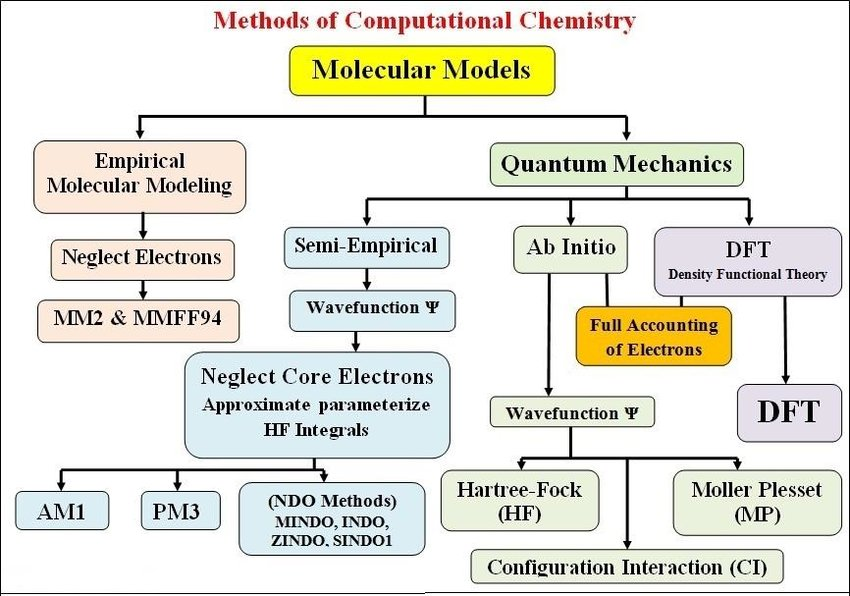 Methods of Computational Chemistry
Molecular Models
Empirical
Molecular Modeling
Quantum Mechanics
Neglect Electrons
MM2 & MMFF94
Semi-Empirical
Ab Initio
DFT
Density Functional Theory
Wavefunction Ψ
Full Accounting
of Electrons
Neglect Core Electrons
Approximate parameterize
HF Integrals
Wavefunction Ψ
DFT
AM1
PM3
(NDO Methods)
MINDO, INDO,
ZINDO, SINDO1
Hartree-Fock
(HF)
Moller Plesset
(MP)
Configuration Interaction (CI)